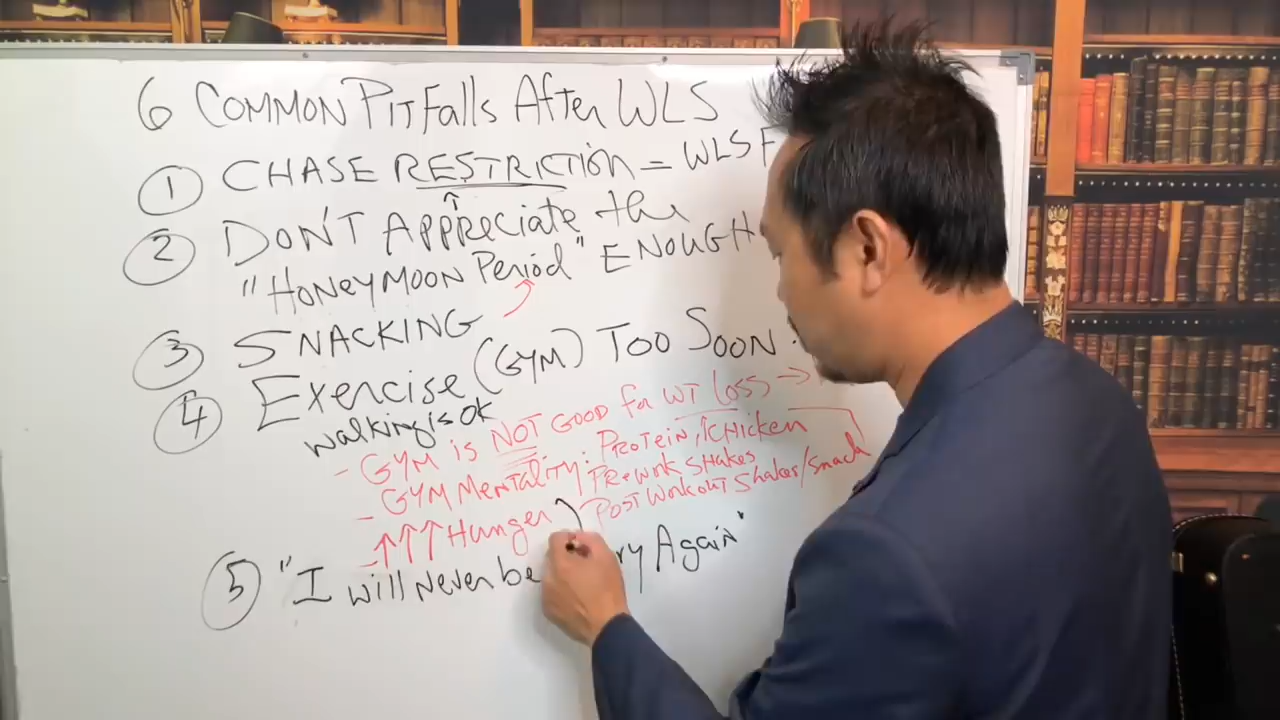 6 COMMON PITFAllS AFTER WLS
① CHASE RESTRICTION = WLS F
② DON'T APPReciate the
"HONEYMOON PeRiod" ENOUGH
③ SNACKING
④ Exercise (GYM) TOO SOON.
walking is ok
- GYM is NOT GOOD for WT loss →
- GYM Mentality: PROTEIN, ↑CHicken
PRework SHAKES
POST WORKOUT Shakes/snack
- ↑↑↑ Hunger
⑤ "I will Never be ry Again"